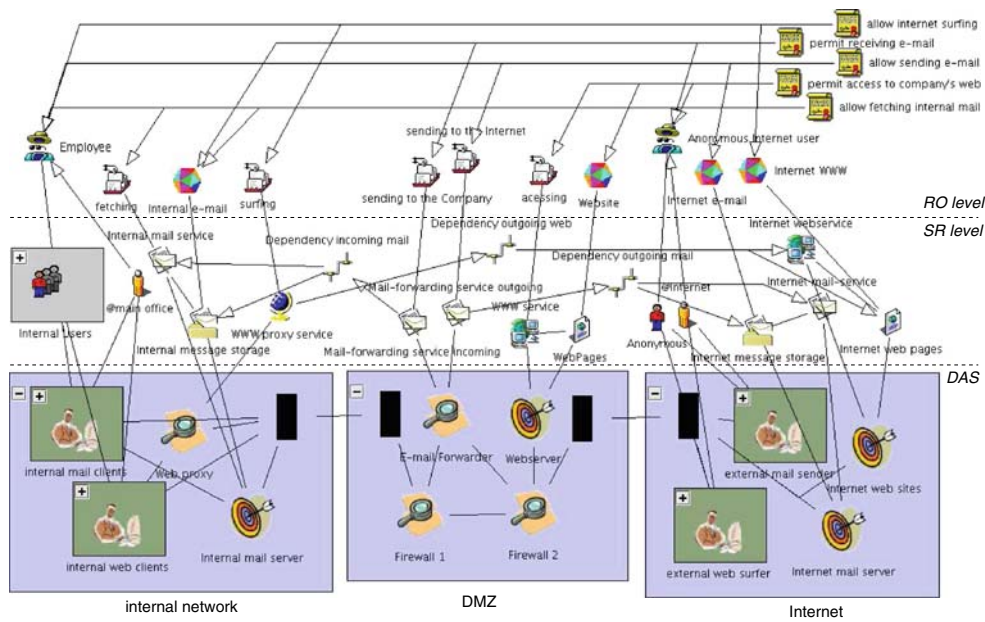 allow internet surfing
permit receiving e-mail
allow sending e-mail
permit access to company's web
allow fetching internal mail
sending to the Internet
Employee
Anonymous Internet user
Internet WWW
fetching
Internal e-mail
surfing
sending to the Company
acessing
Website
Internet e-mail
RO level
SR level
Internal mail service
Dependency incoming mail
Dependency outgoing web
Internet webservice
Dependency outgoing mail
Mail-forwarding service outgoing
@Internet
Internet mail-service
+
@main office
WWW service
Internal Users
WWW proxy service
Internal message storage
Mail-forwarding service incoming
WebPages
Anonymous
Internet message storage
Internet web pages
DAS
−
+
−
−
+
internal mail clients
Web proxy
E-mail Forwarder
Webserver
external mail sender
Internet web sites
+
+
internal web clients
Internal mail server
Firewall 1
Firewall 2
external web surfer
Internet mail server
internal network
DMZ
Internet